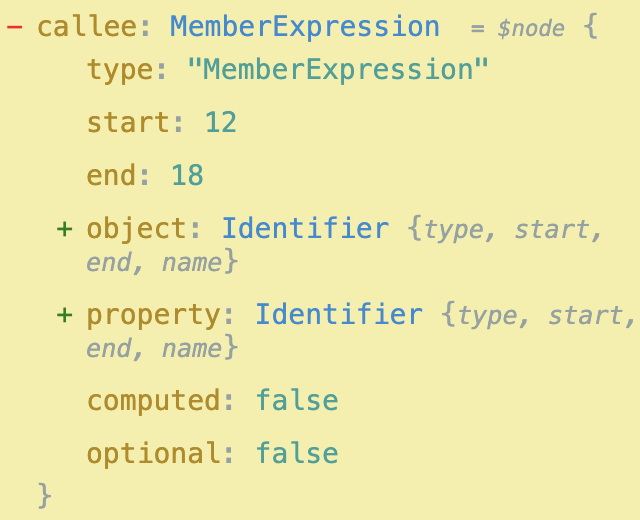 − callee: MemberExpression = $node {
type: "MemberExpression"
start: 12
end: 18
+ object: Identifier {type, start,
end, name}
+ property: Identifier {type, start,
end, name}
computed: false
optional: false
}